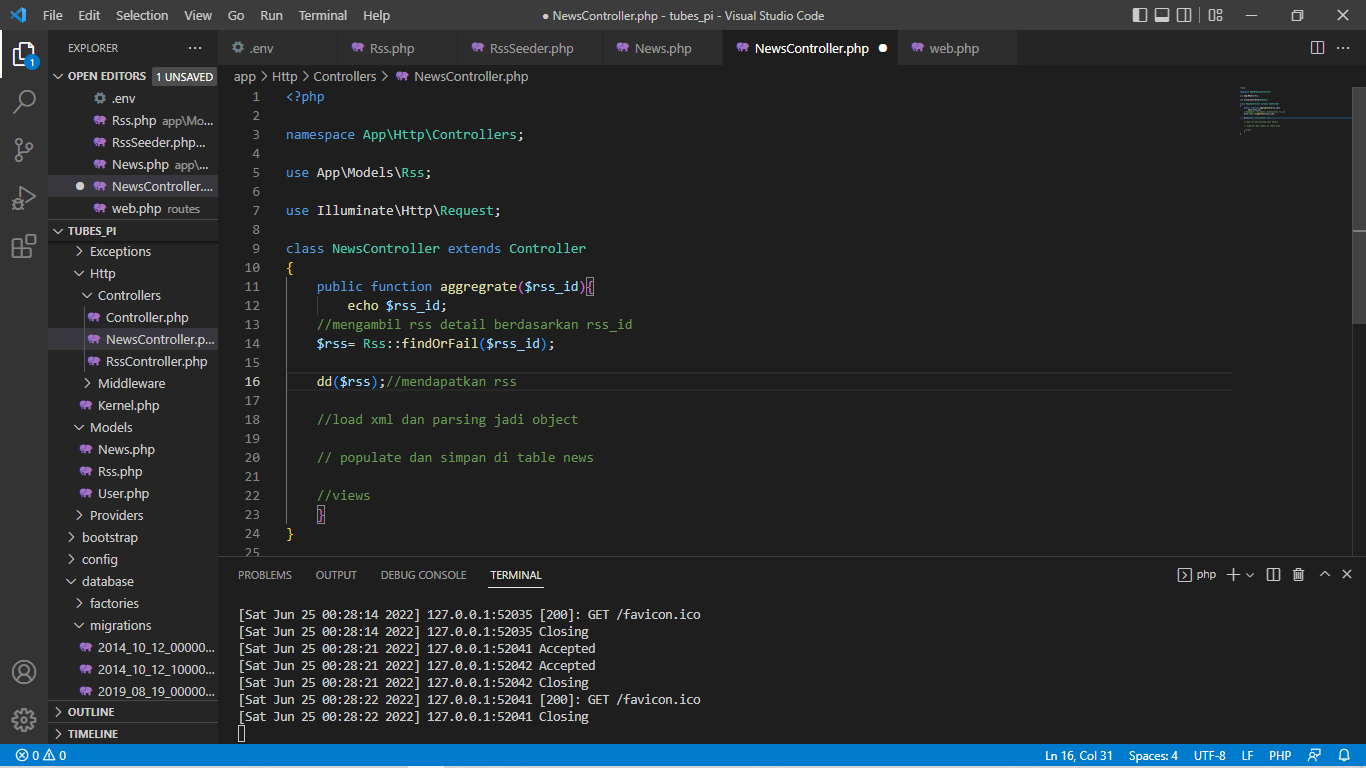 File Edit Selection View Go Run Terminal Help
● NewsController.php - tubes_pi - Visual Studio Code
EXPLORER ···
1
OPEN EDITORS 1 UNSAVED
.env
Rss.php app\Mo...
RssSeeder.php...
News.php app\...
● NewsController....
web.php routes
TUBES_PI
Exceptions
Http
Controllers
Controller.php
NewsController.p...
RssController.php
Middleware
Kernel.php
Models
News.php
Rss.php
User.php
Providers
bootstrap
config
database
factories
migrations
2014_10_12_00000...
2014_10_12_10000...
2019_08_19_00000...
OUTLINE
TIMELINE
.env Rss.php RssSeeder.php News.php NewsController.php ● web.php ···
app > Http > Controllers > NewsController.php
1 <?php
2
3 namespace App\Http\Controllers;
4
5 use App\Models\Rss;
6
7 use Illuminate\Http\Request;
8
9 class NewsController extends Controller
10 {
11 public function aggregrate($rss_id){
12 echo $rss_id;
13 //mengambil rss detail berdasarkan rss_id
14 $rss= Rss::findOrFail($rss_id);
15
16 dd($rss);//mendapatkan rss
17
18 //load xml dan parsing jadi object
19
20 // populate dan simpan di table news
21
22 //views
23 }
24 }
25
PROBLEMS OUTPUT DEBUG CONSOLE TERMINAL
php
[Sat Jun 25 00:28:14 2022] 127.0.0.1:52035 [200]: GET /favicon.ico
[Sat Jun 25 00:28:14 2022] 127.0.0.1:52035 Closing
[Sat Jun 25 00:28:21 2022] 127.0.0.1:52041 Accepted
[Sat Jun 25 00:28:21 2022] 127.0.0.1:52042 Accepted
[Sat Jun 25 00:28:21 2022] 127.0.0.1:52042 Closing
[Sat Jun 25 00:28:22 2022] 127.0.0.1:52041 [200]: GET /favicon.ico
[Sat Jun 25 00:28:22 2022] 127.0.0.1:52041 Closing
0 0
Ln 16, Col 31 Spaces: 4 UTF-8 LF PHP